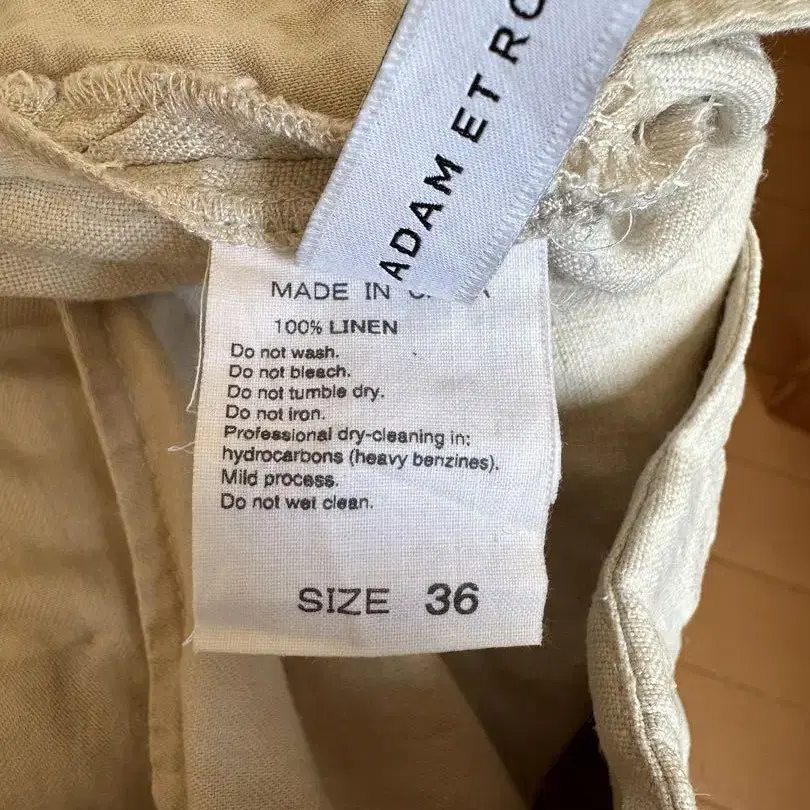 ADAM ET
MADE IN
100% LINEN
Do not wash.
Do not bleach.
Do not tumble dry.
Do not iron.
Professional dry-cleaning in:
hydrocarbons (heavy benzines).
Mild process.
Do not wet clean.
SIZE 36